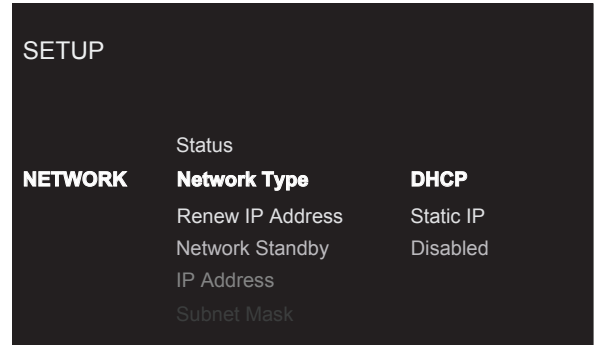 SETUP
Status
NETWORK Network Type DHCP
Renew IP Address Static IP
Network Standby Disabled
IP Address
Subnet Mask